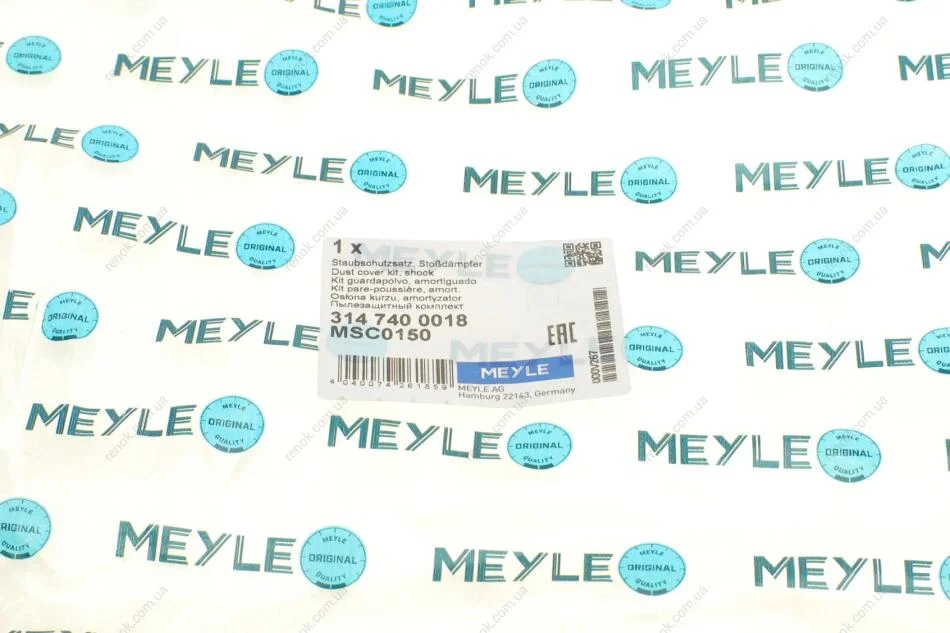 MEYLE ORIGINAL QUALITY
1 x
Staubschutzsatz, Stoßdämpfer
Dust cover kit, shock
Kit guardapolvo, amortiguado
Kit pare-poussière, amort.
Osłona kurzu, amortyzator
Пылезащитный комплект
314 740 0018
MSC0150
EAC
000V267
4 040074 261859
MEYLE
MEYLE AG
Hamburg 22143, Germany
renok.com.ua